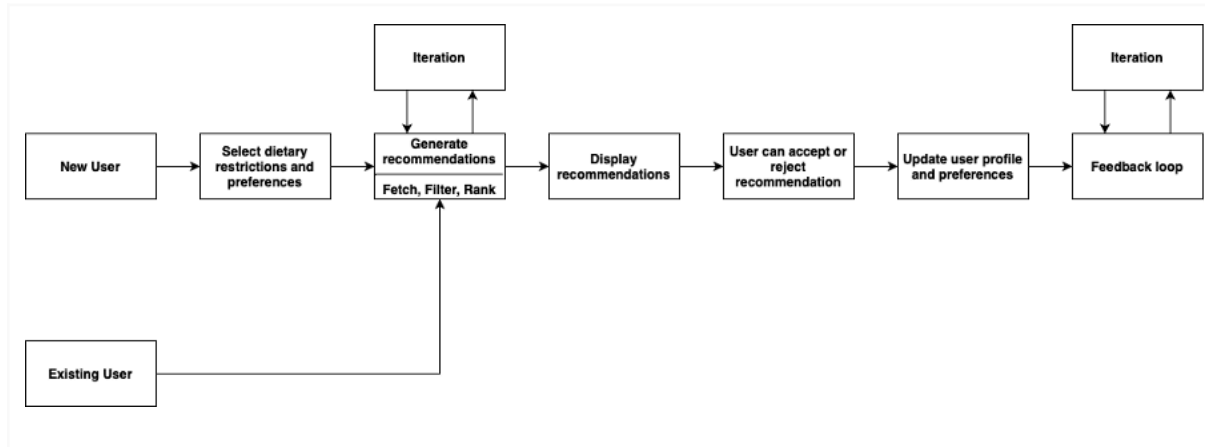 Iteration
Iteration
New User
Select dietary
restrictions and
preferences
Generate
recommendations
Fetch, Filter, Rank
Display
recommendations
User can accept or
reject
recommendation
Update user profile
and preferences
Feedback loop
Existing User